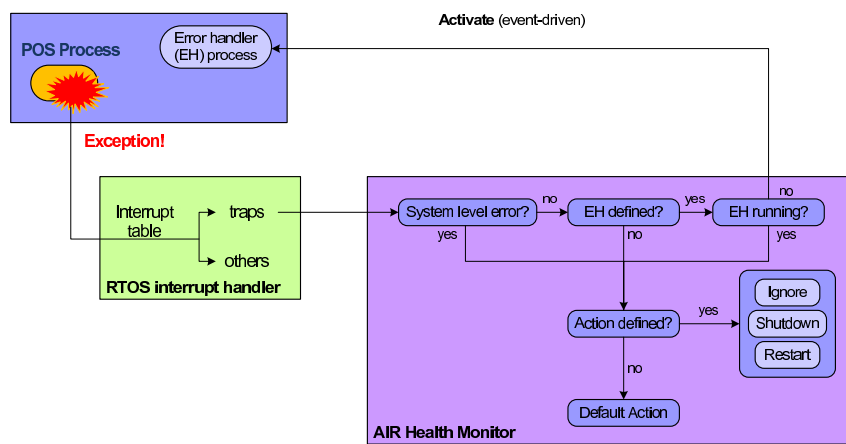 Activate (event-driven)
POS Process
Error handler
(EH) process
Exception!
Interrupt
table
traps
others
RTOS interrupt handler
System level error?
no
EH defined?
yes
EH running?
no
yes
no
yes
Action defined?
yes
Ignore
Shutdown
Restart
no
Default Action
AIR Health Monitor